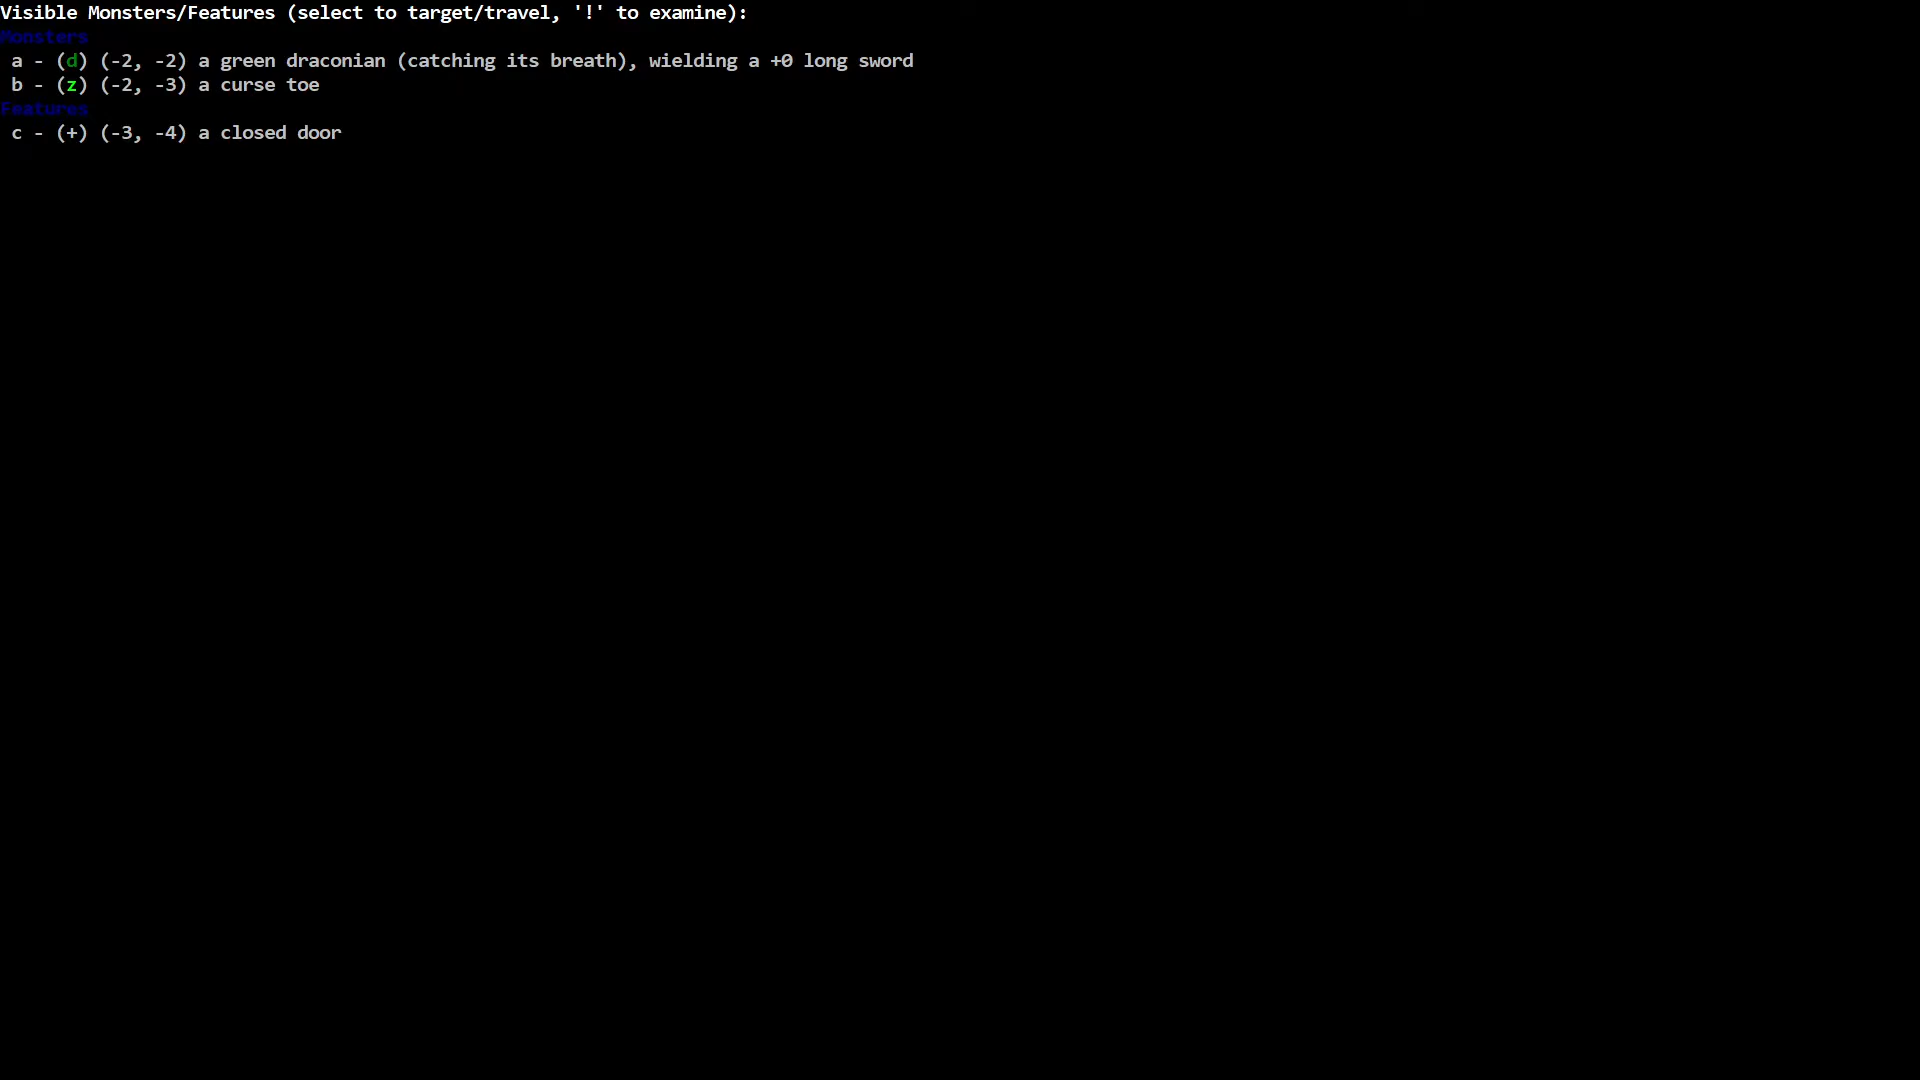 Visible Monsters/Features (select to target/travel, '!' to examine):
Monsters
a - (d) (-2, -2) a green draconian (catching its breath), wielding a +0 long sword
b - (z) (-2, -3) a curse toe
Features
c - (+) (-3, -4) a closed door